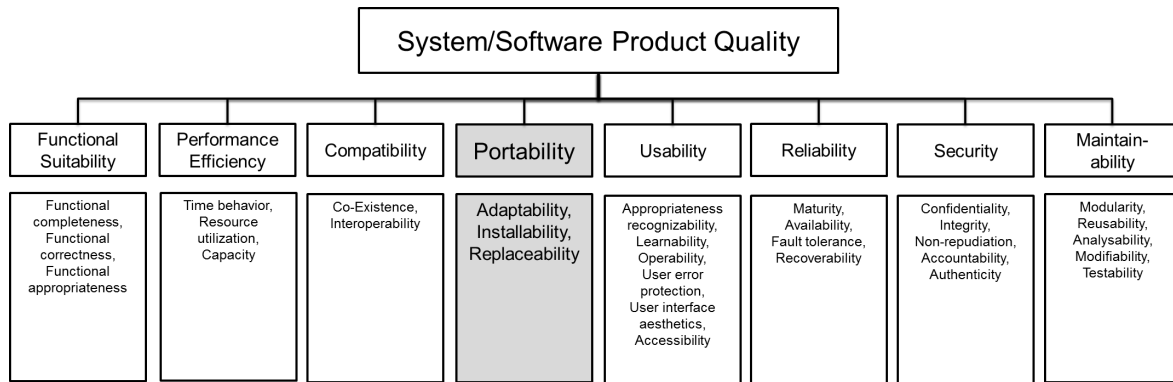 System/Software Product Quality
Functional
Suitability
Performance
Efficiency
Compatibility
Portability
Usability
Reliability
Security
Maintain-
ability
Functional
completeness,
Functional
correctness,
Functional
appropriateness
Time behavior,
Resource
utilization,
Capacity
Co-Existence,
Interoperability
Adaptability,
Installability,
Replaceability
Appropriateness
recognizability,
Learnability,
Operability,
User error
protection,
User interface
aesthetics,
Accessibility
Maturity,
Availability,
Fault tolerance,
Recoverability
Confidentiality,
Integrity,
Non-repudiation,
Accountability,
Authenticity
Modularity,
Reusability,
Analysability,
Modifiability,
Testability